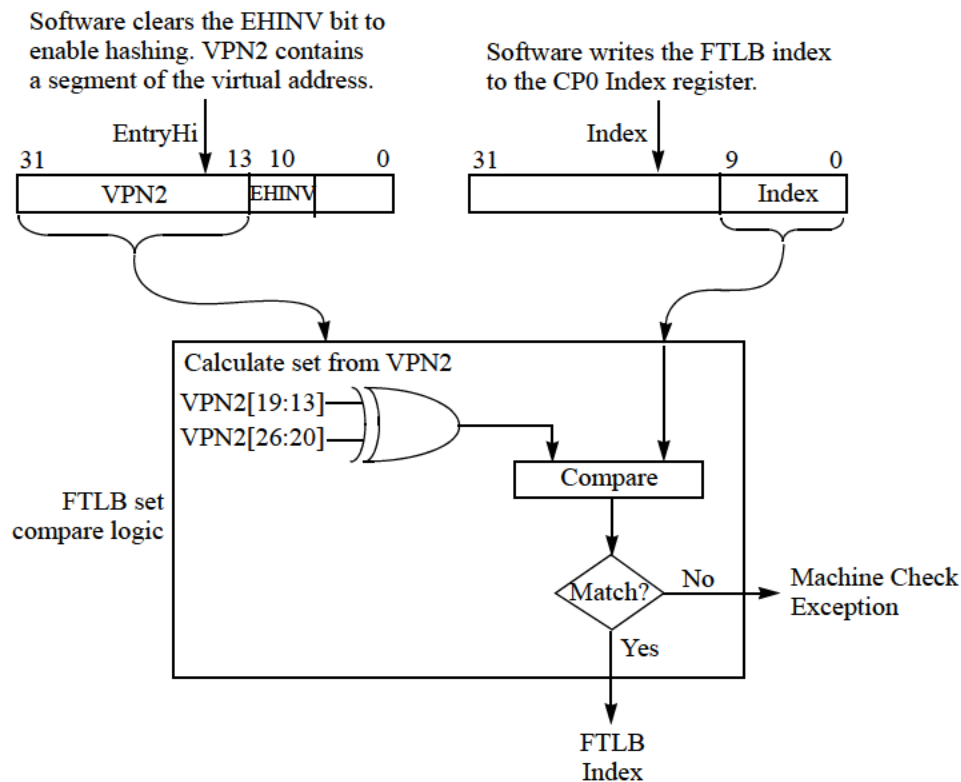 Software clears the EHINV bit to
enable hashing. VPN2 contains
a segment of the virtual address.
Software writes the FTLB index
to the CP0 Index register.
EntryHi
Index
31 13 10 0
31 9 0
VPN2 EHINV
Index
Calculate set from VPN2
VPN2[19:13]
VPN2[26:20]
Compare
FTLB set
compare logic
Match?
No
Machine Check
Exception
Yes
FTLB
Index